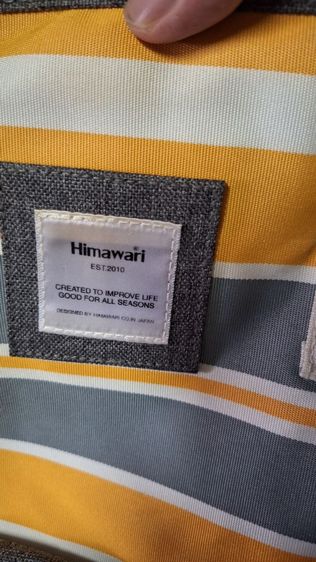 Himawari®
EST.2010
CREATED TO IMPROVE LIFE
GOOD FOR ALL SEASONS
DESIGNED BY HIMAWARI CO.IN JAPAN